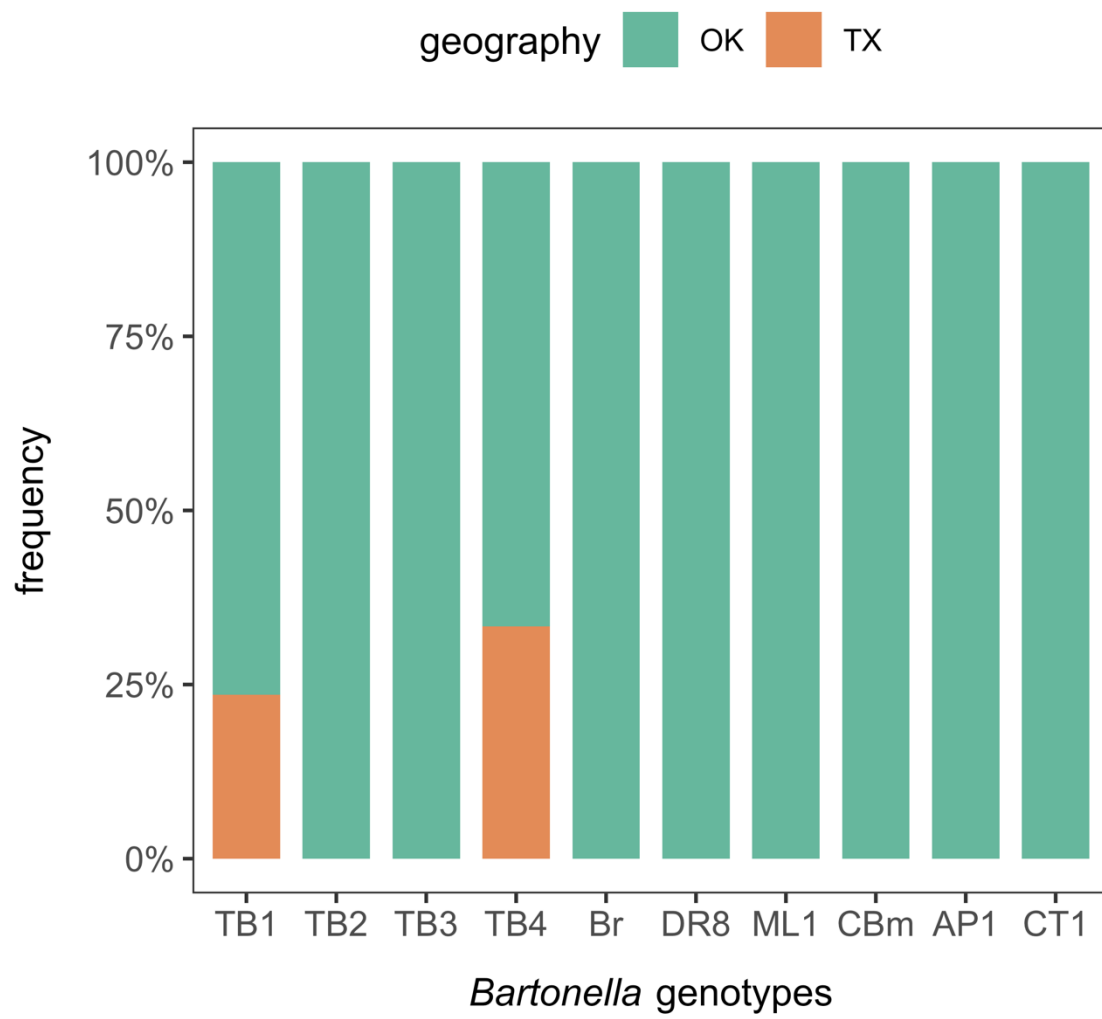 geography OK TX
100%
75%
50%
25%
0%
frequency
TB1 TB2 TB3 TB4 Br DR8 ML1 CBm AP1 CT1
Bartonella genotypes